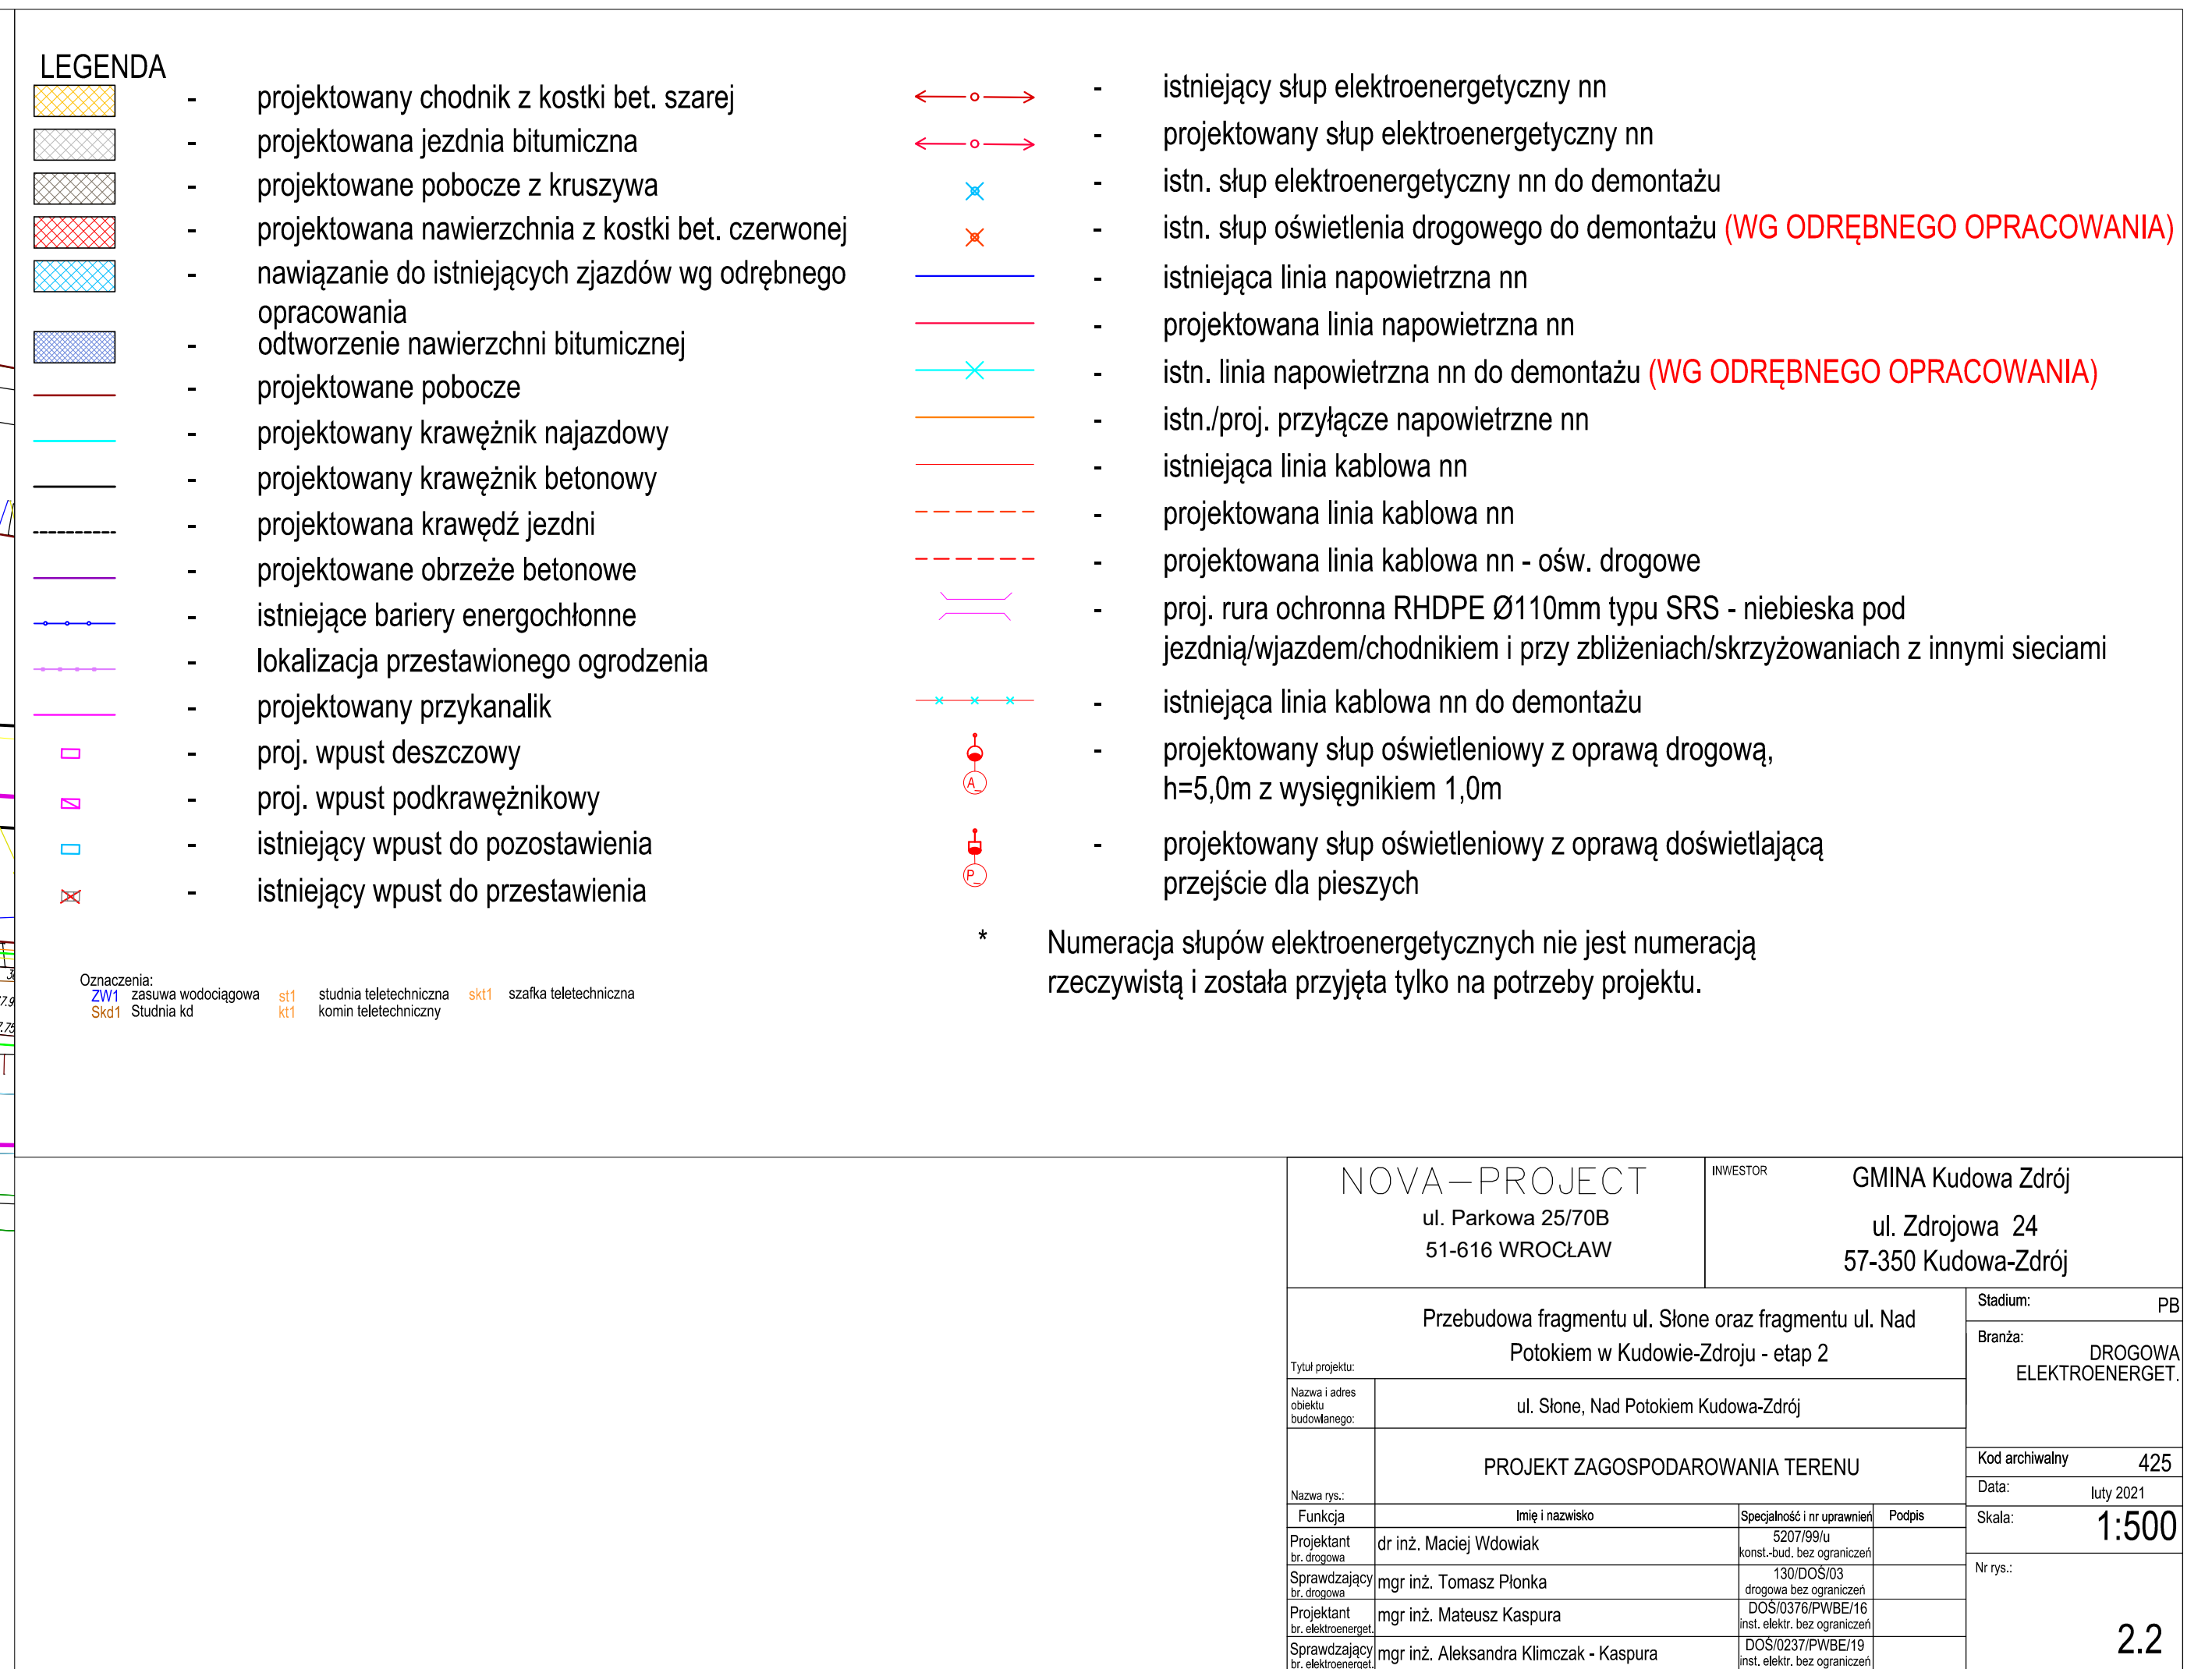 LEGENDA
- projektowany chodnik z kostki bet. szarej
- projektowana jezdnia bitumiczna
- projektowane pobocze z kruszywa
- projektowana nawierzchnia z kostki bet. czerwonej
- nawiązanie do istniejących zjazdów wg odrębnego
opracowania
- odtworzenie nawierzchni bitumicznej
- projektowane pobocze
- projektowany krawężnik najazdowy
- projektowany krawężnik betonowy
- projektowana krawędź jezdni
- projektowane obrzeże betonowe
- istniejące bariery energochłonne
- lokalizacja przestawionego ogrodzenia
- projektowany przykanalik
- proj. wpust deszczowy
- proj. wpust podkrawężnikowy
- istniejący wpust do pozostawienia
- istniejący wpust do przestawienia
Oznaczenia:
ZW1 zasuwa wodociągowa st1 studnia teletechniczna skt1 szafka teletechniczna
Skd1 Studnia kd kt1 komin teletechniczny
- istniejący słup elektroenergetyczny nn
- projektowany słup elektroenergetyczny nn
- istn. słup elektroenergetyczny nn do demontażu
- istn. słup oświetlenia drogowego do demontażu (WG ODRĘBNEGO OPRACOWANIA)
- istniejąca linia napowietrzna nn
- projektowana linia napowietrzna nn
- istn. linia napowietrzna nn do demontażu (WG ODRĘBNEGO OPRACOWANIA)
- istn./proj. przyłącze napowietrzne nn
- istniejąca linia kablowa nn
- projektowana linia kablowa nn
- projektowana linia kablowa nn - ośw. drogowe
- proj. rura ochronna RHDPE Ø110mm typu SRS - niebieska pod
jezdnią/wjazdem/chodnikiem i przy zbliżeniach/skrzyżowaniach z innymi sieciami
- istniejąca linia kablowa nn do demontażu
- projektowany słup oświetleniowy z oprawą drogową,
A_ h=5,0m z wysięgnikiem 1,0m
- projektowany słup oświetleniowy z oprawą doświetlającą
P_ przejście dla pieszych
* Numeracja słupów elektroenergetycznych nie jest numeracją
rzeczywistą i została przyjęta tylko na potrzeby projektu.
NOVA-PROJECT
ul. Parkowa 25/70B
51-616 WROCŁAW
INWESTOR GMINA Kudowa Zdrój
ul. Zdrojowa 24
57-350 Kudowa-Zdrój
Przebudowa fragmentu ul. Słone oraz fragmentu ul. Nad
Tytuł projektu: Potokiem w Kudowie-Zdroju - etap 2
Stadium: PB
Branża: DROGOWA
ELEKTROENERGET.
Nazwa i adres
obiektu
budowlanego:
ul. Słone, Nad Potokiem Kudowa-Zdrój
PROJEKT ZAGOSPODAROWANIA TERENU
Nazwa rys.:
Kod archiwalny 425
Data: luty 2021
Skala: 1:500
Nr rys.: 2.2
Funkcja Imię i nazwisko Specjalność i nr uprawnień Podpis
Projektant
br. drogowa
dr inż. Maciej Wdowiak
5207/99/u
konst.-bud. bez ograniczeń
Sprawdzający
br. drogowa
mgr inż. Tomasz Płonka
130/DOŚ/03
drogowa bez ograniczeń
Projektant
br. elektroenerget.
mgr inż. Mateusz Kaspura
DOŚ/0376/PWBE/16
inst. elektr. bez ograniczeń
Sprawdzający
br. elektroenerget.
mgr inż. Aleksandra Klimczak - Kaspura
DOŚ/0237/PWBE/19
inst. elektr. bez ograniczeń